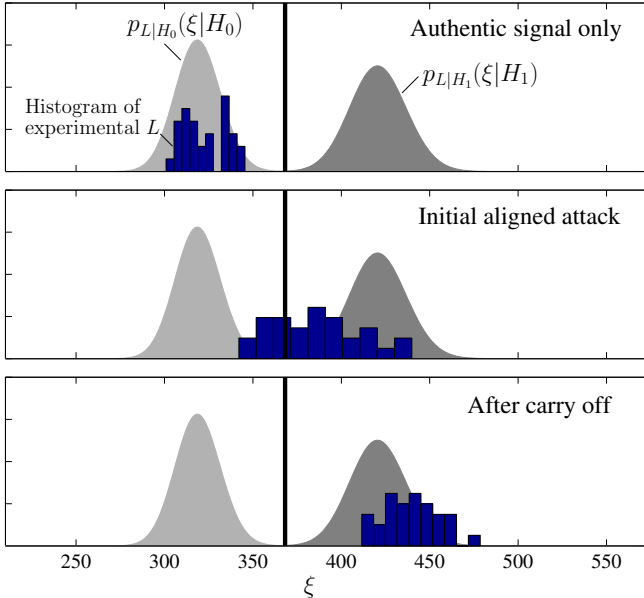 p_{L|H_0}(ξ|H_0)
Authentic signal only
p_{L|H_1}(ξ|H_1)
Histogram of
experimental L
Initial aligned attack
After carry off
250
300
350
400
450
500
550
ξ